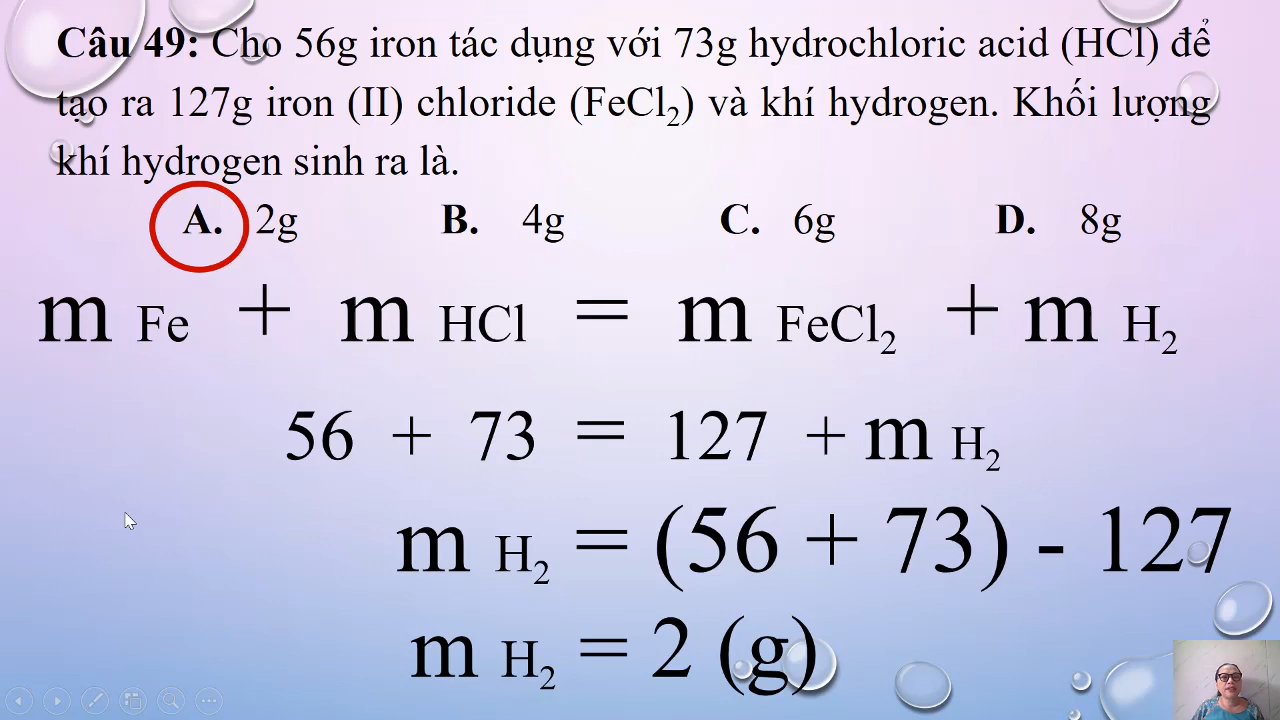 Câu 49: Cho 56g iron tác dụng với 73g hydrochloric acid (HCl) để
tạo ra 127g iron (II) chloride (FeCl₂) và khí hydrogen. Khối lượng
khí hydrogen sinh ra là.
A. 2g B. 4g C. 6g D. 8g
m Fe + m HCl = m FeCl₂ + m H₂
56 + 73 = 127 + m H₂
m H₂ = (56 + 73) - 127
m H₂ = 2 (g)